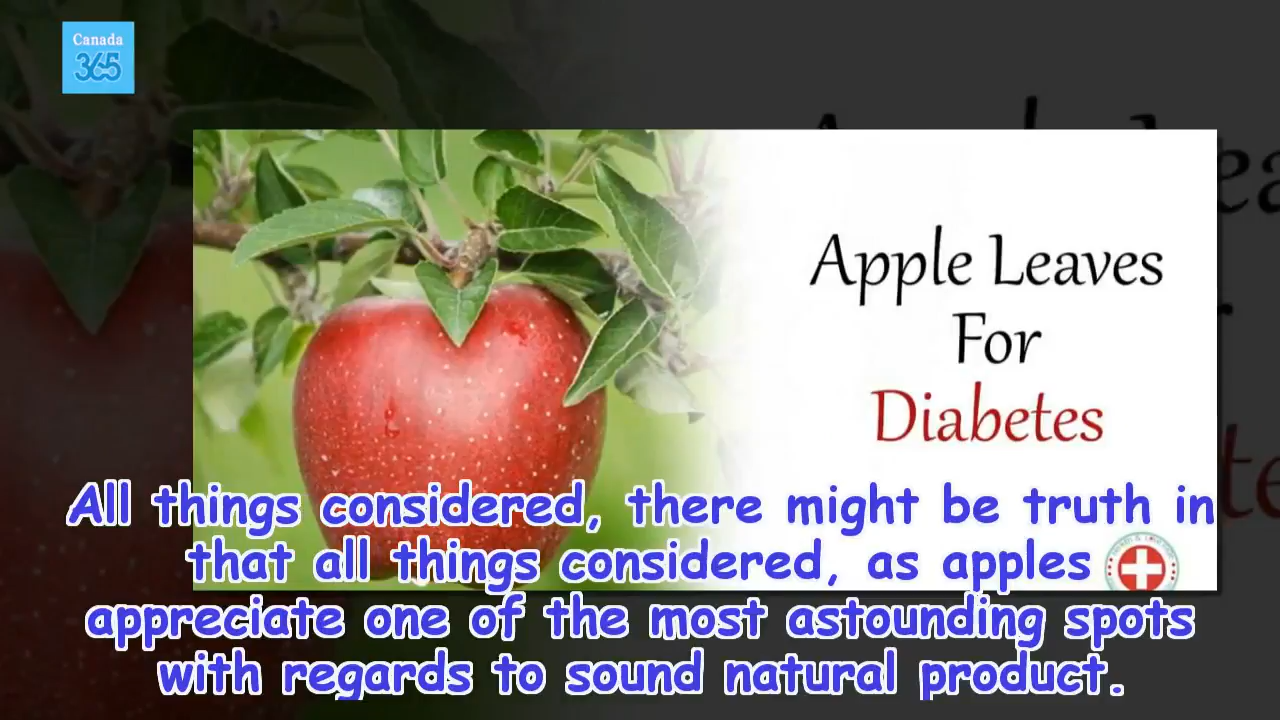 Canada
365
Apple Leaves
For
Diabetes
All things considered, there might be truth in
that all things considered, as apples
appreciate one of the most astounding spots
with regards to sound natural product.